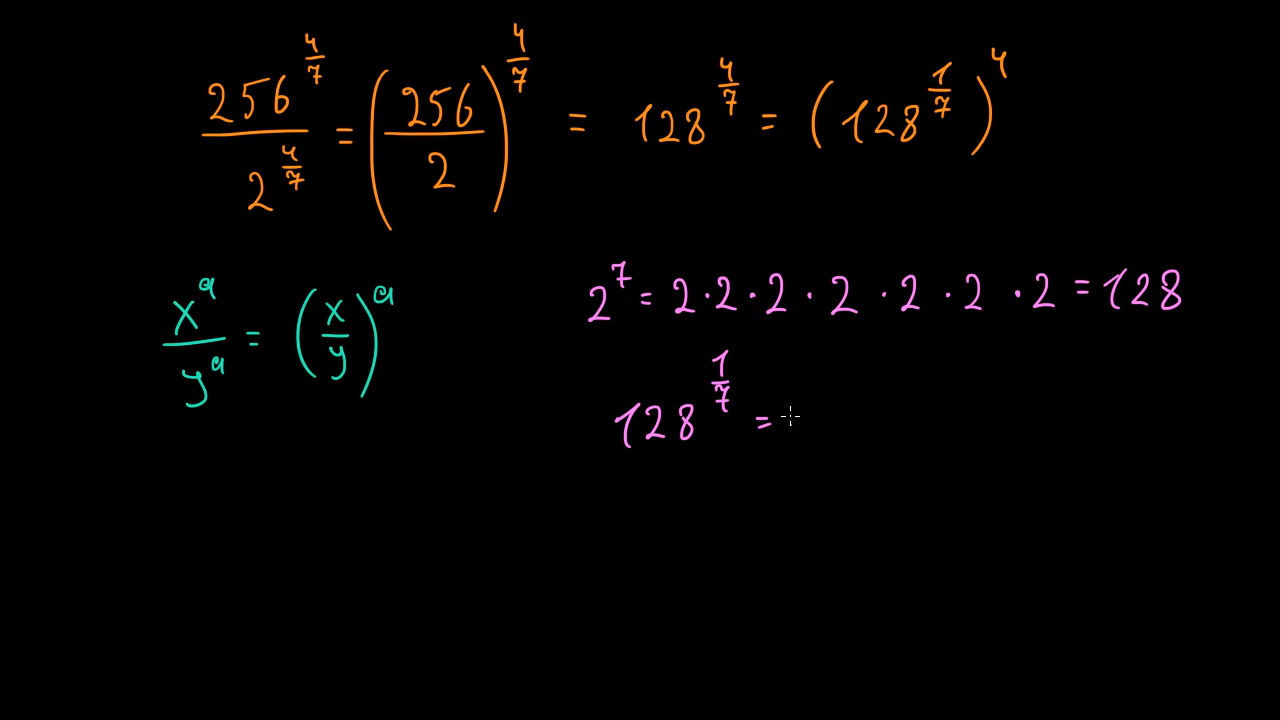 256^(4/7) / 2^(4/7) = (256/2)^(4/7) = 128^(4/7) = (128^(1/7))^4
x^a / y^a = (x/y)^a
2^7 = 2·2·2·2·2·2·2 = 128
128^(1/7) =